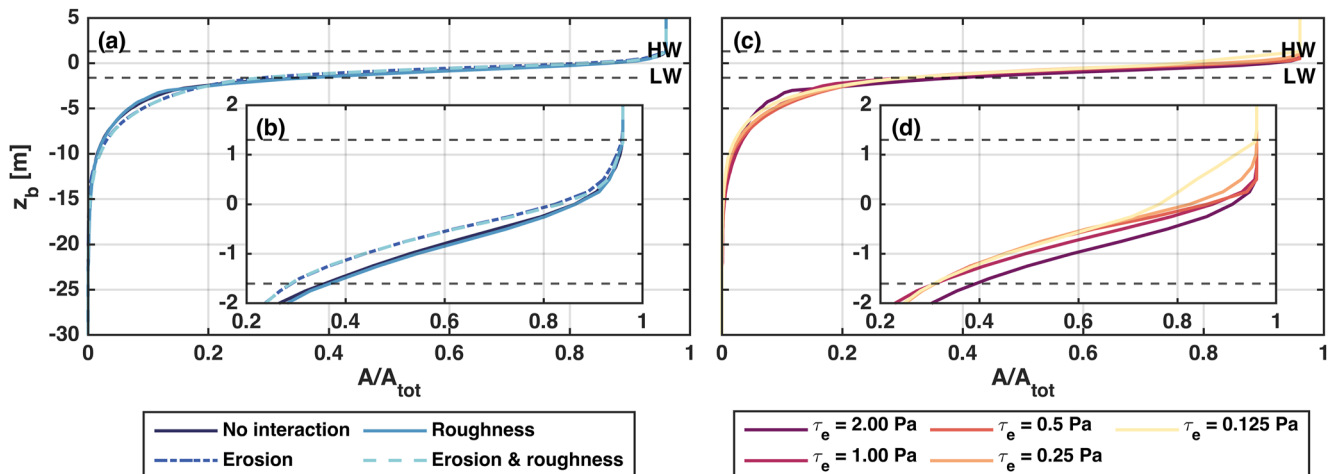 5
0
-5
-10
-15
-20
-25
-30
z_b [m]
(a)
HW
LW
(b)
2
1
0
-1
-2
0.2 0.4 0.6 0.8 1
0 0.2 0.4 0.6 0.8 1
A/A_tot
(c)
HW
LW
(d)
2
1
0
-1
-2
0.2 0.4 0.6 0.8 1
0 0.2 0.4 0.6 0.8 1
A/A_tot
No interaction Roughness
Erosion Erosion & roughness
τ_e = 2.00 Pa τ_e = 0.5 Pa τ_e = 0.125 Pa
τ_e = 1.00 Pa τ_e = 0.25 Pa